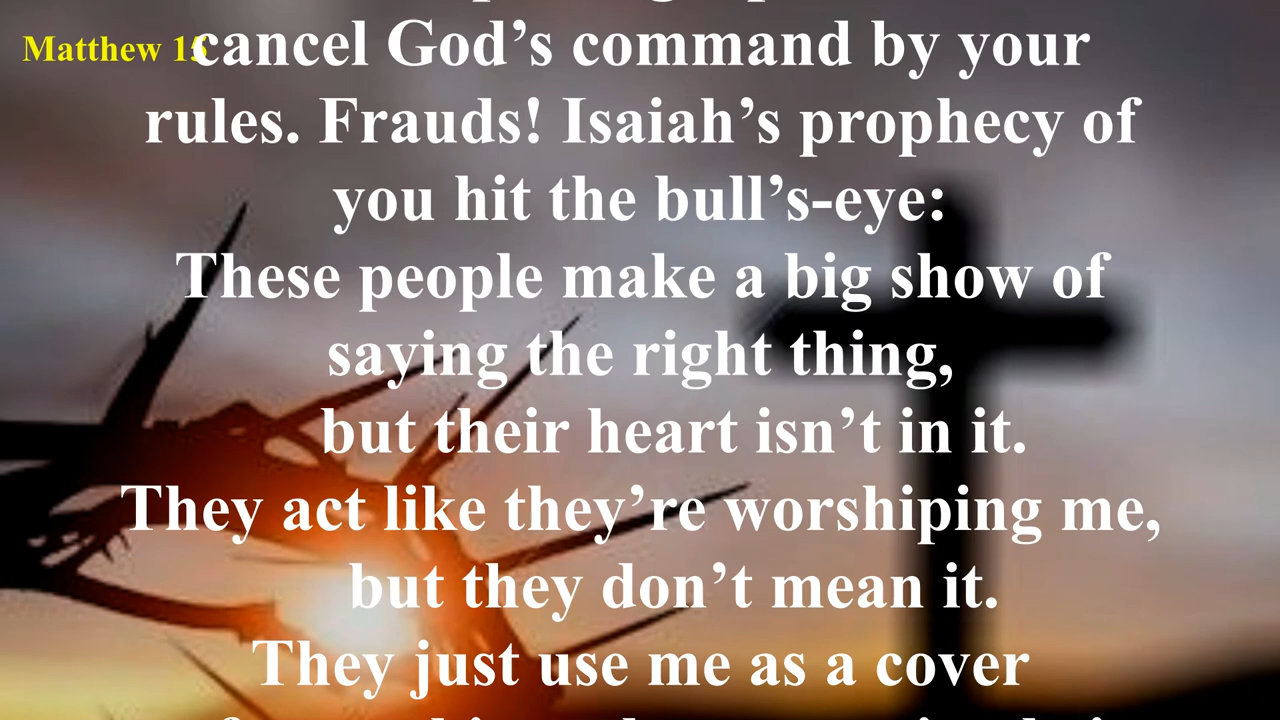 Matthew 15
cancel God’s command by your
rules. Frauds! Isaiah’s prophecy of
you hit the bull’s-eye:
These people make a big show of
saying the right thing,
but their heart isn’t in it.
They act like they’re worshiping me,
but they don’t mean it.
They just use me as a cover